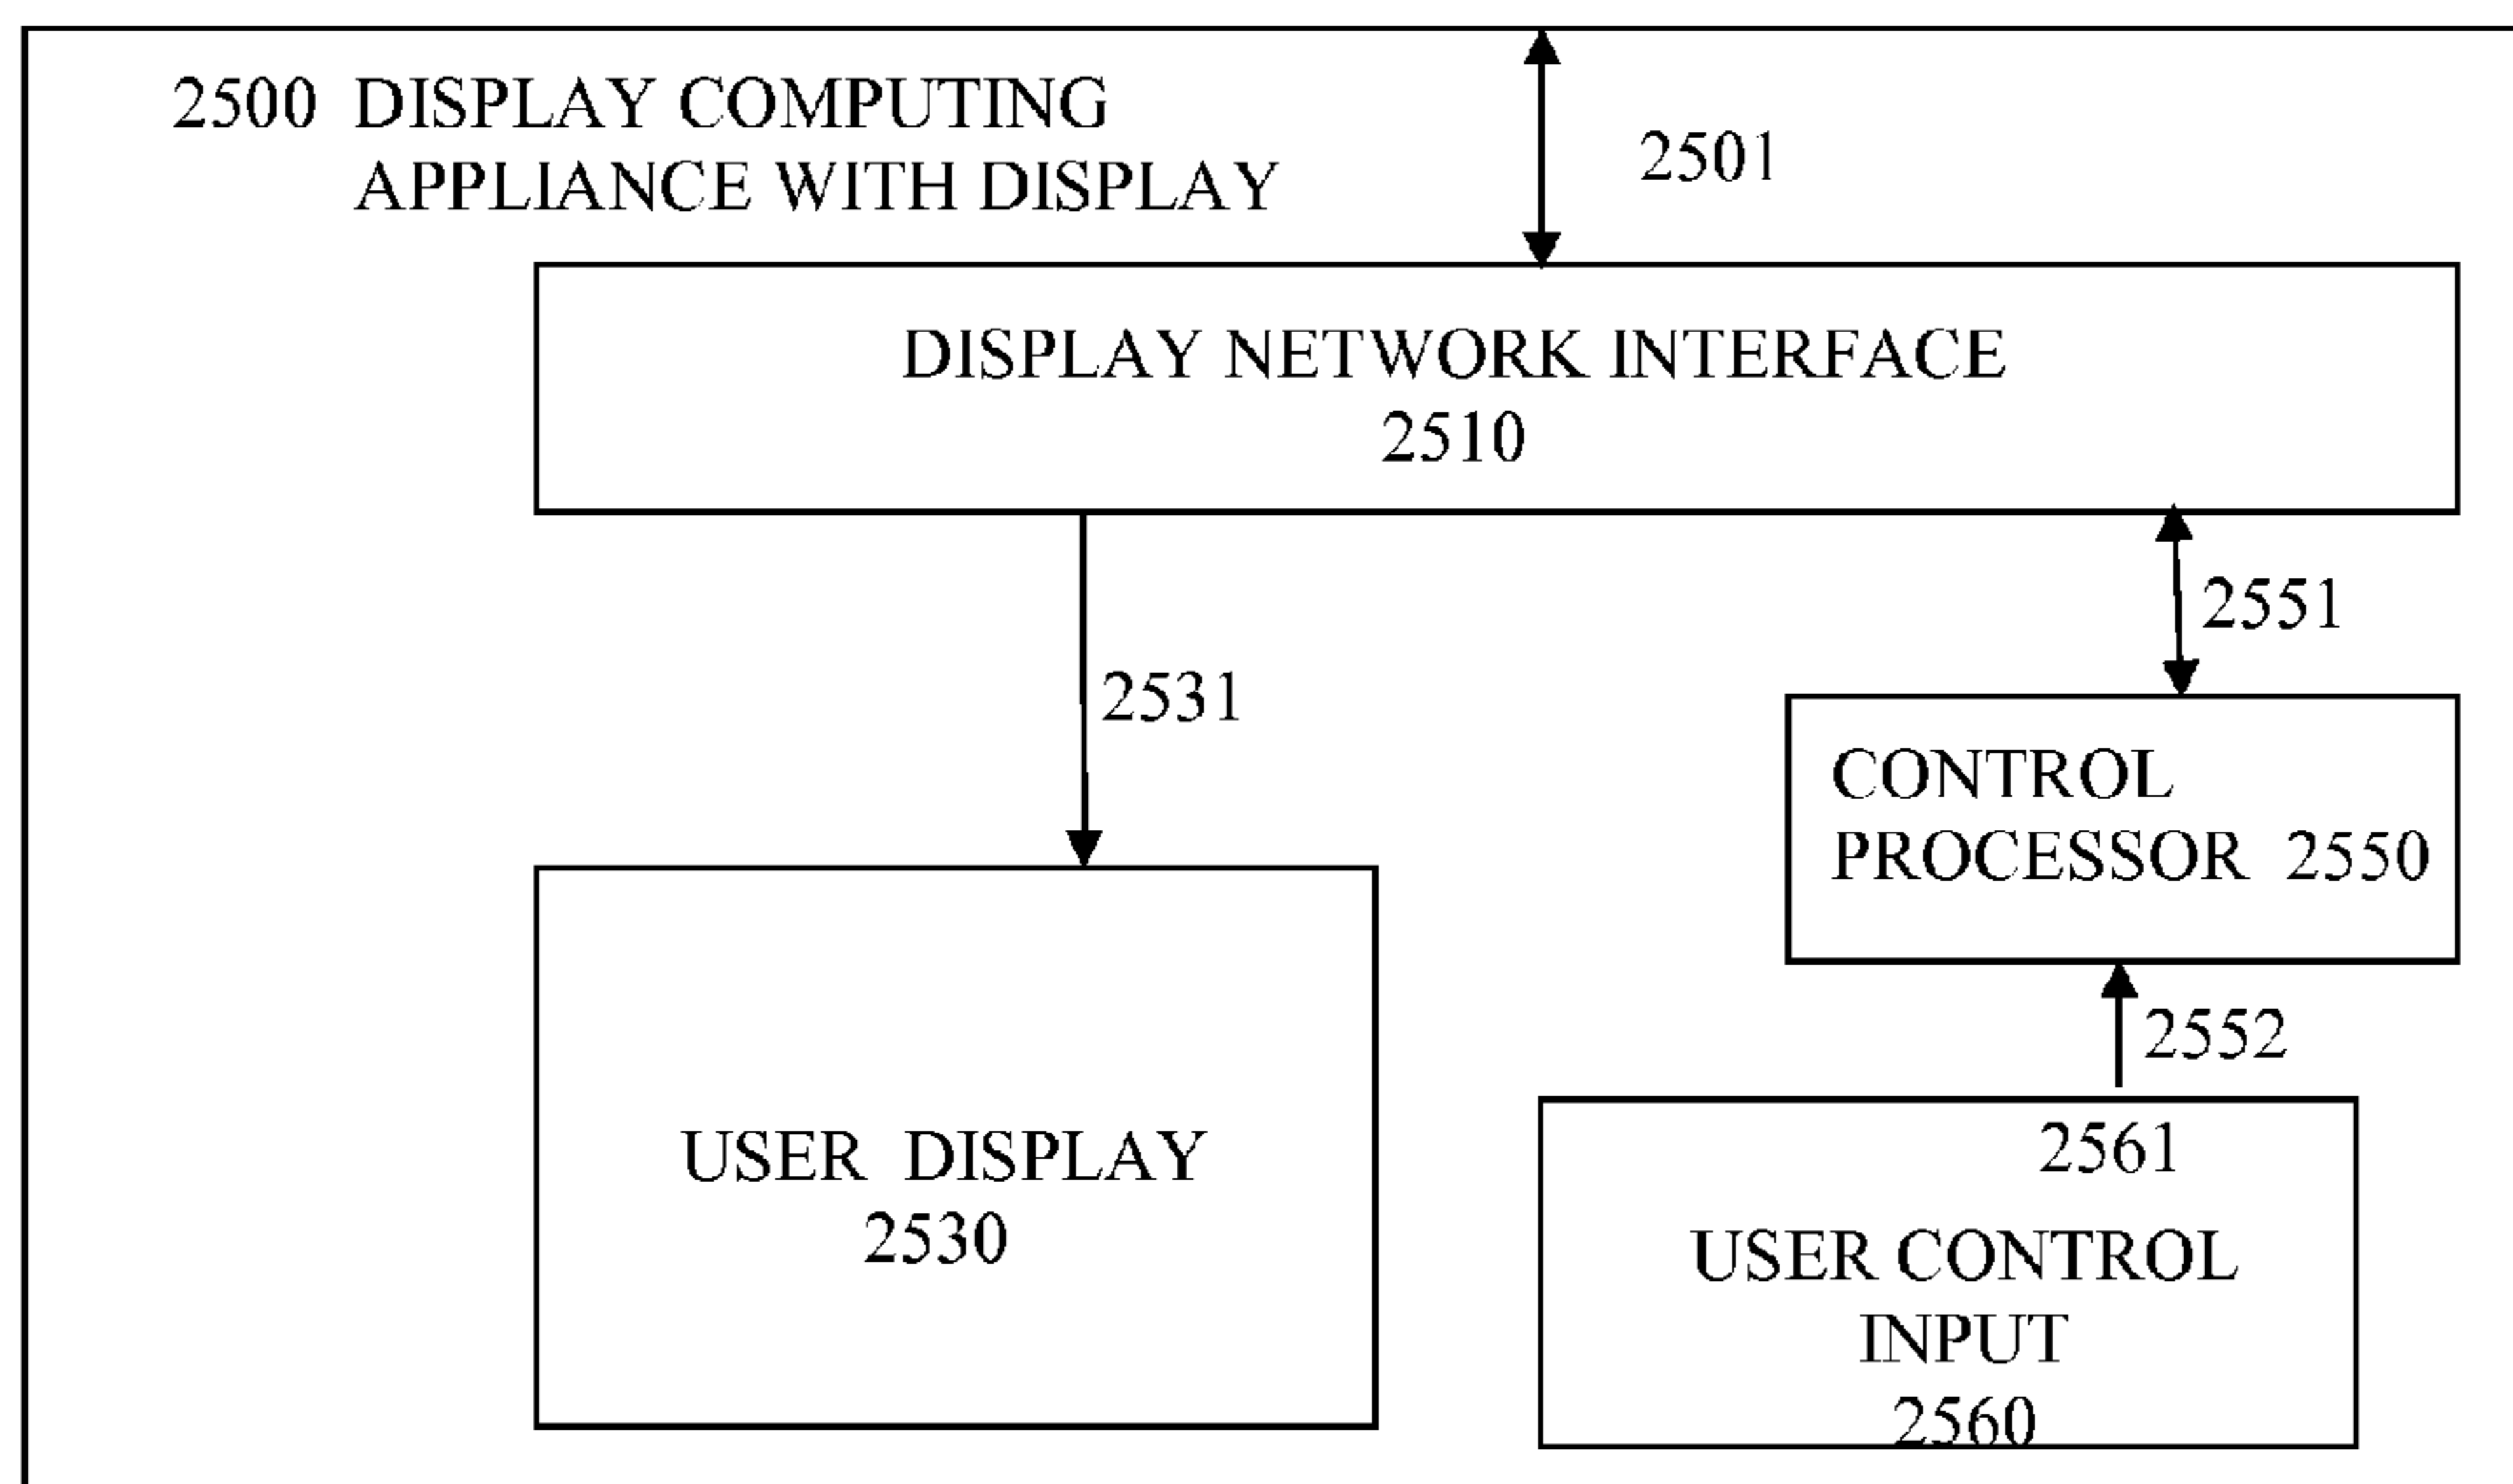 2500 DISPLAY COMPUTING
APPLIANCE WITH DISPLAY
2501
DISPLAY NETWORK INTERFACE
2510
2551
2531
CONTROL
PROCESSOR 2550
2552
2561
USER DISPLAY
2530
USER CONTROL
INPUT
2560